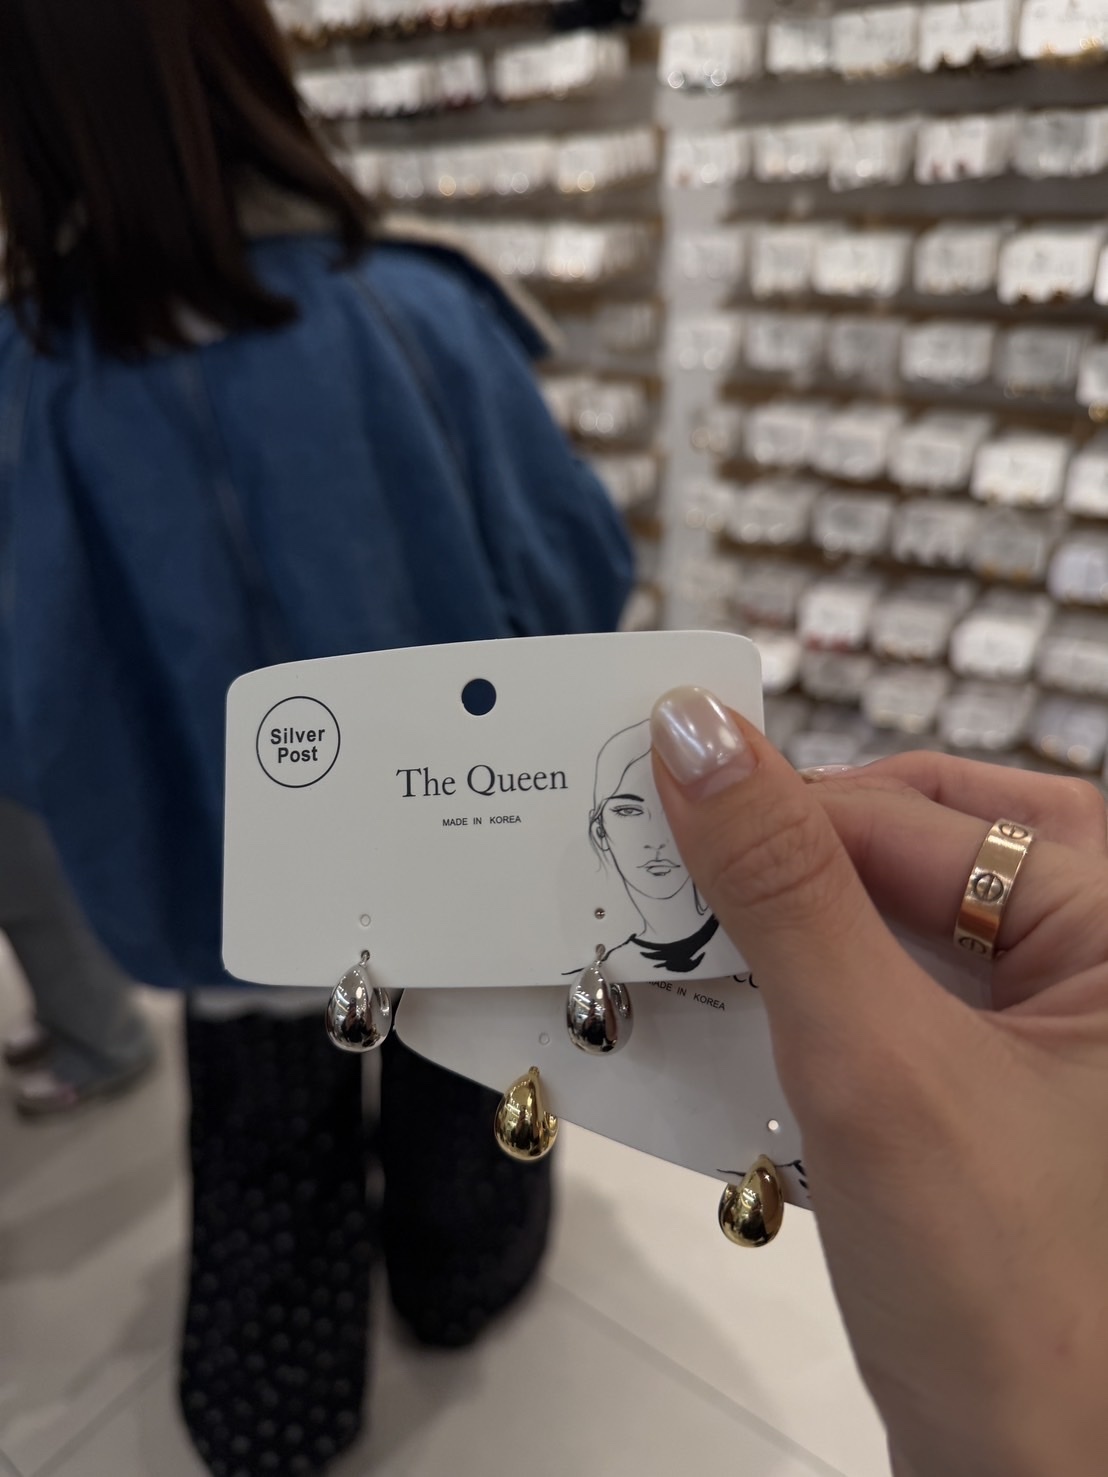 Silver
Post
The Queen
MADE IN KOREA
MADE IN KOREA